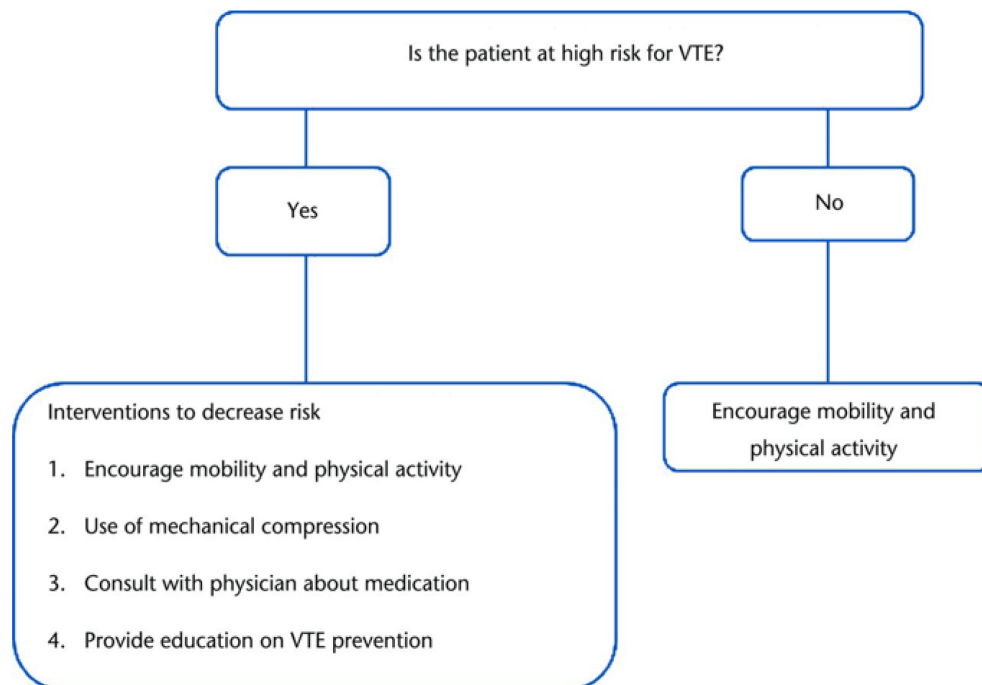 Is the patient at high risk for VTE?
Yes
No
Interventions to decrease risk
1. Encourage mobility and physical activity
2. Use of mechanical compression
3. Consult with physician about medication
4. Provide education on VTE prevention
Encourage mobility and
physical activity